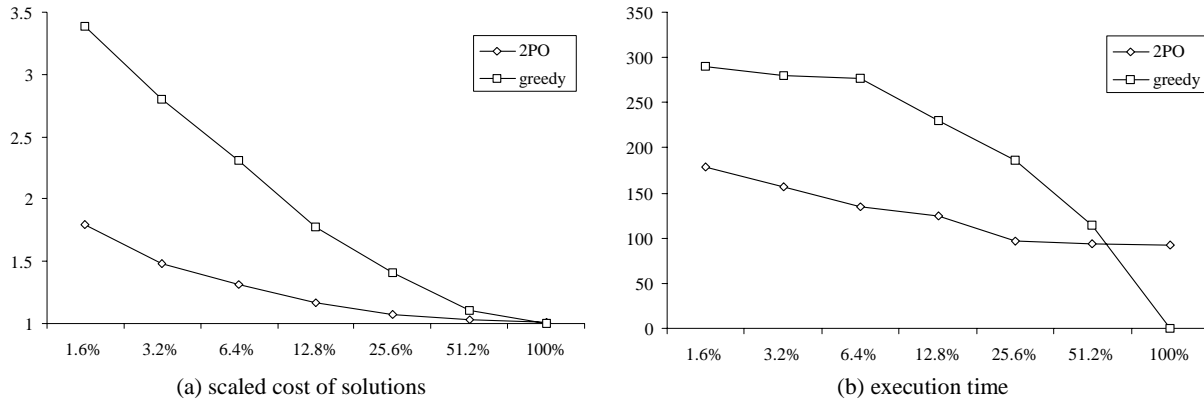 3.5
3
2.5
2
1.5
1
2PO
greedy
1.6% 3.2% 6.4% 12.8% 25.6% 51.2% 100%
(a) scaled cost of solutions
350
300
250
200
150
100
50
0
2PO
greedy
1.6% 3.2% 6.4% 12.8% 25.6% 51.2% 100%
(b) execution time